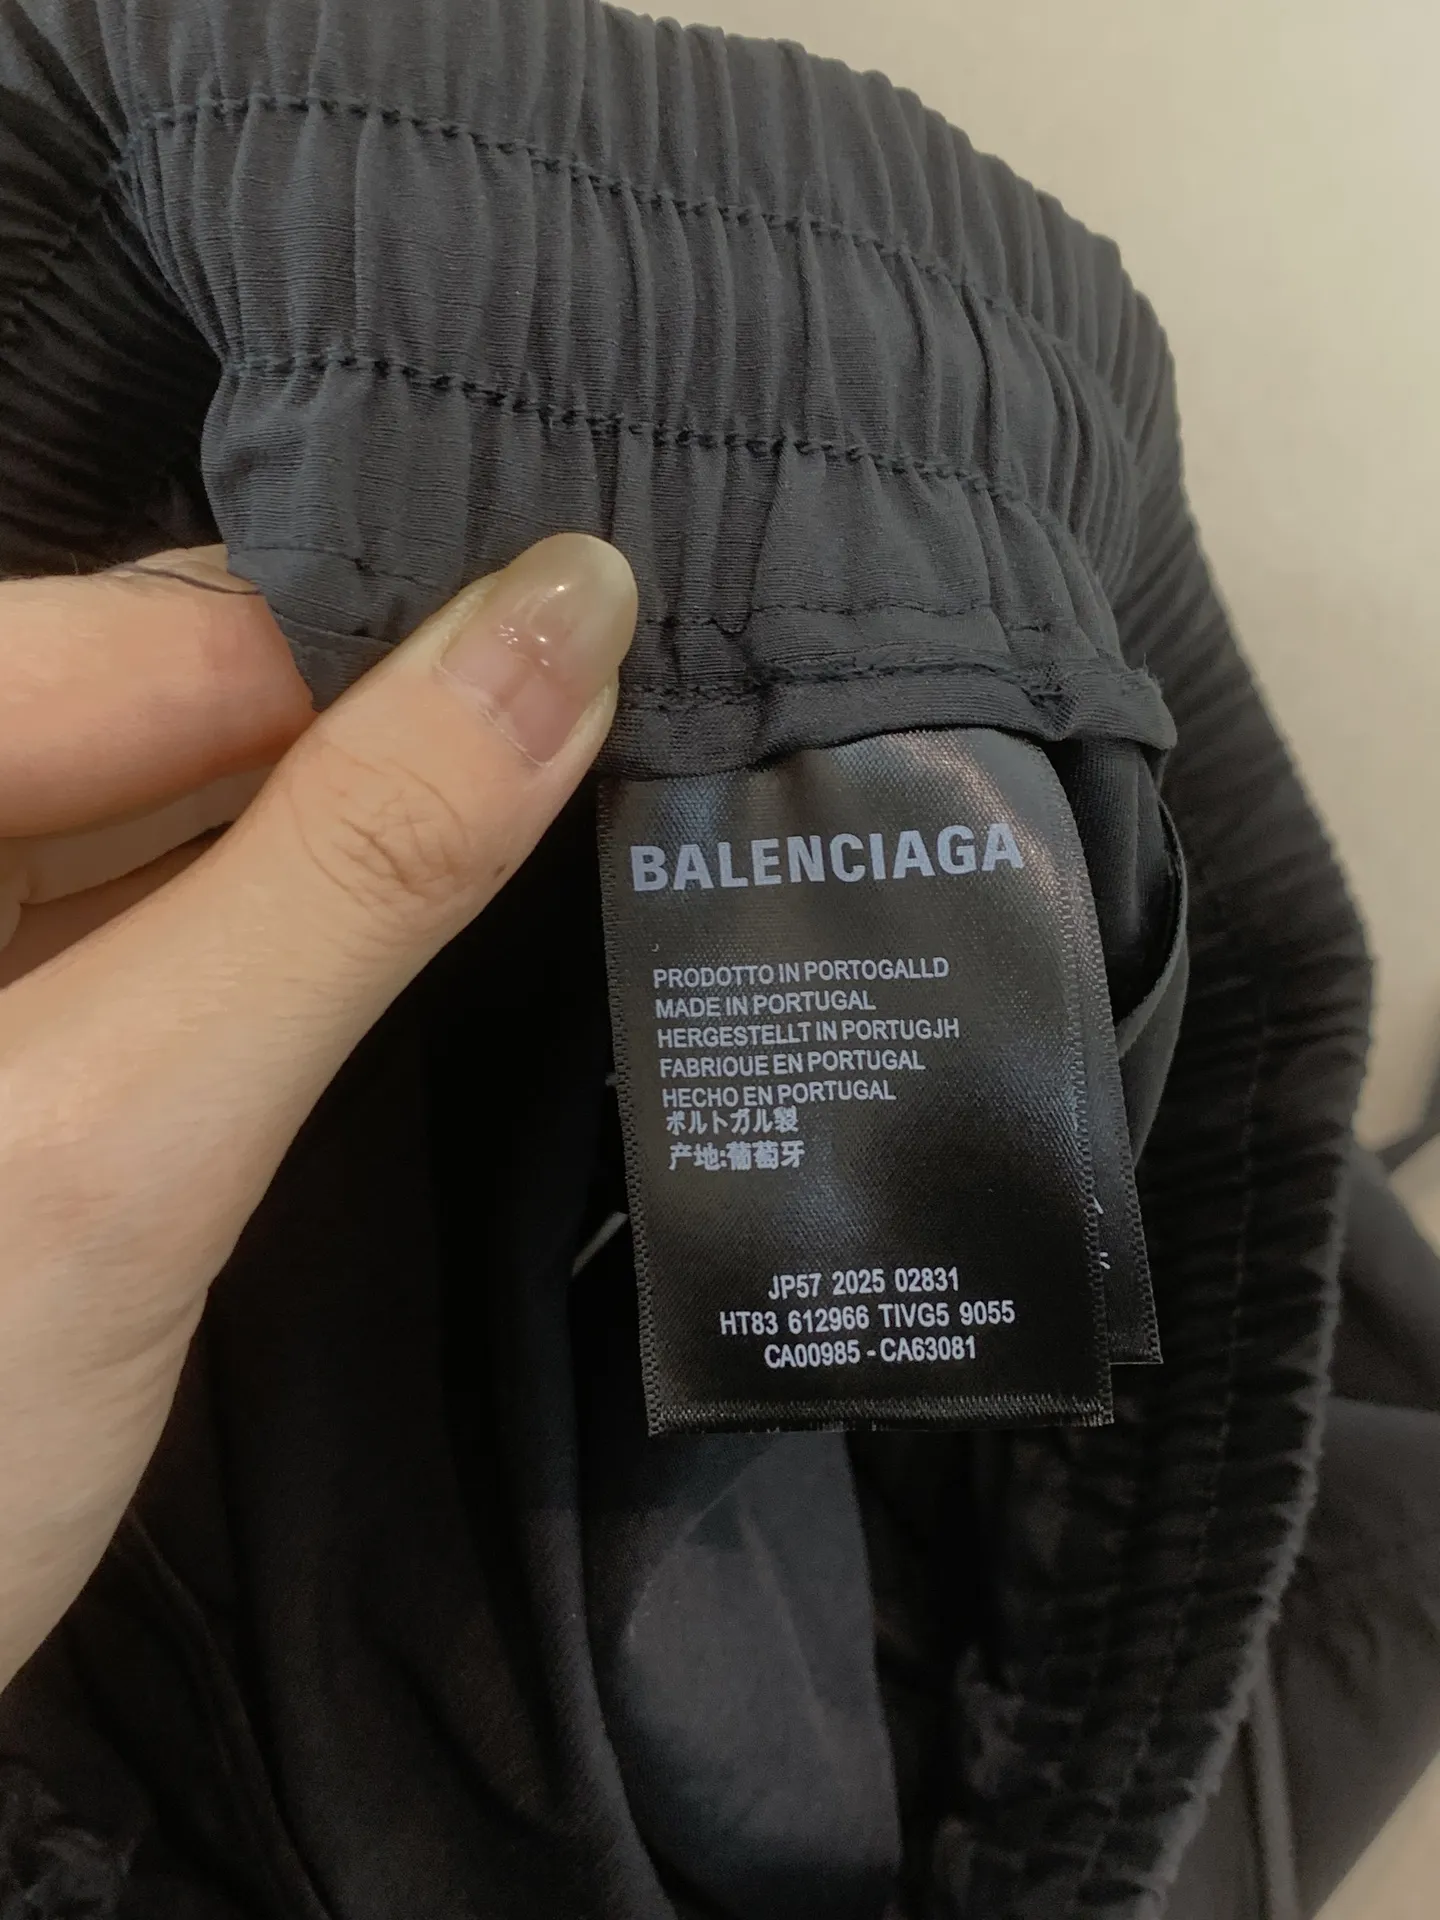 BALENCIAGA
PRODOTTO IN PORTOGALLD
MADE IN PORTUGAL
HERGESTELLT IN PORTUGJH
FABRIOUE EN PORTUGAL
HECHO EN PORTUGAL
ポルトガル製
产地:葡萄牙
JP57 2025 02831
HT83 612966 TIVG5 9055
CA00985 - CA63081